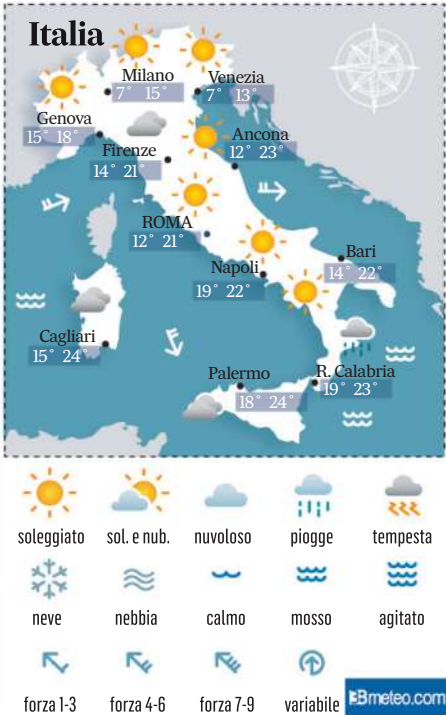 Italia
Milano
7° 15°
Venezia
7° 13°
Genova
15° 18°
Firenze
14° 21°
Ancona
12° 23°
ROMA
12° 21°
Napoli
19° 22°
Bari
14° 22°
Cagliari
15° 24°
Palermo
18° 24°
R. Calabria
19° 23°
soleggiato sol. e nub. nuvoloso piogge tempesta
neve nebbia calmo mosso agitato
forza 1-3 forza 4-6 forza 7-9 variabile
3Bmeteo.com